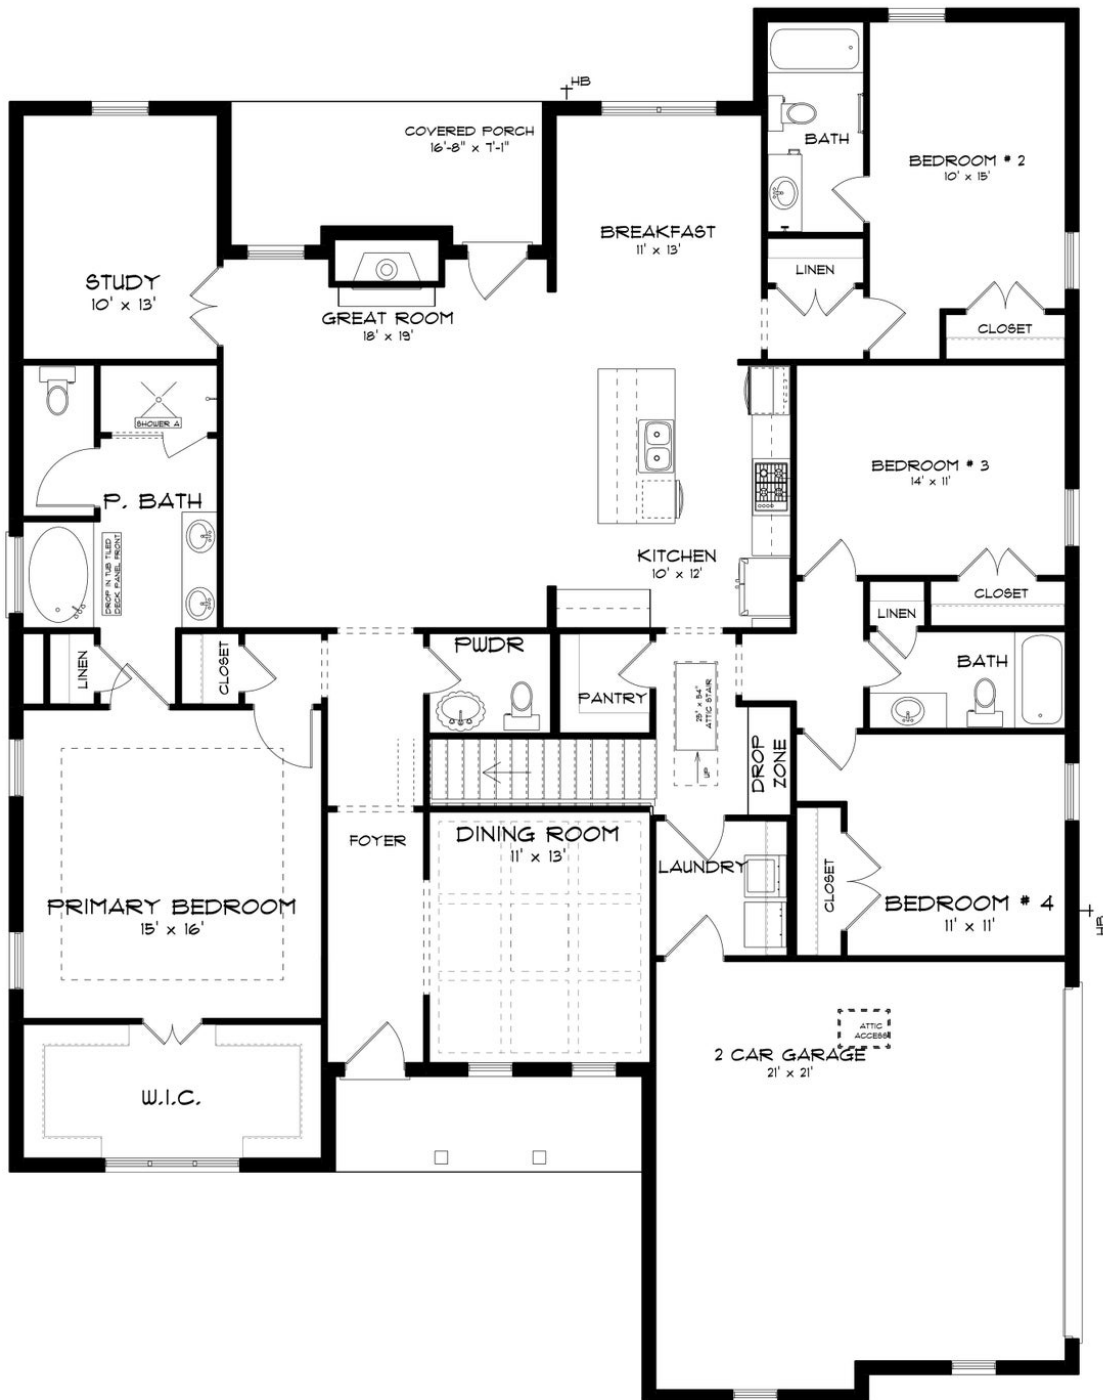 HB
COVERED PORCH
16'-8" x 7'-1"
BATH
BEDROOM # 2
10' x 15'
BREAKFAST
11' x 13'
LINEN
STUDY
10' x 13'
GREAT ROOM
18' x 19'
CLOSET
SHOWER A
BEDROOM # 3
14' x 11'
P. BATH
DROP IN TUB TILED
DECK PANEL FRONT
KITCHEN
10' x 12'
CLOSET
LINEN
LINEN
CLOSET
PWDR
PANTRY
25" x 54"
ATTIC STAIR
BATH
UP
DROP
ZONE
FOYER
DINING ROOM
11' x 13'
LAUNDRY
CLOSET
PRIMARY BEDROOM
15' x 16'
BEDROOM # 4
11' x 11'
HB
ATTIC
ACCESS
2 CAR GARAGE
21' x 21'
W.I.C.